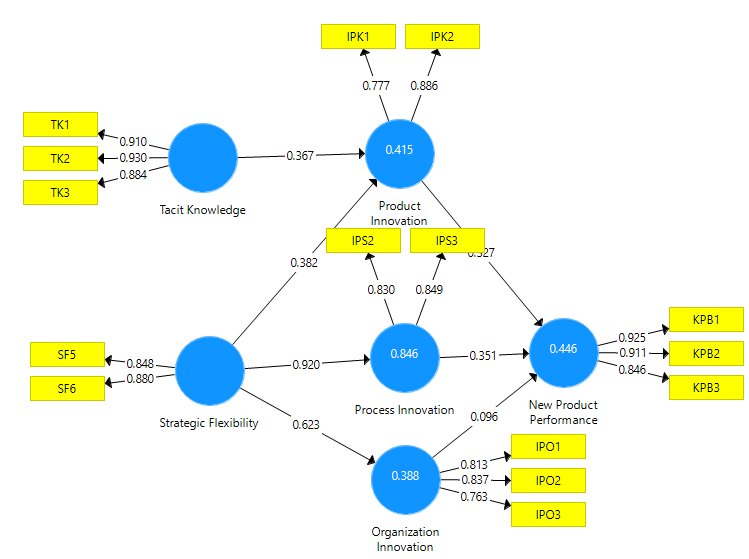 IPK1
IPK2
0.777
0.886
TK1
TK2
TK3
0.910
0.930
0.884
0.367
0.415
Tacit Knowledge
Product
Innovation
IPS2
IPS3
0.382
0.830
0.849
SF5
SF6
0.848
0.880
0.920
0.846
0.351
0.446
0.925
0.911
0.846
KPB1
KPB2
KPB3
Strategic Flexibility
Process Innovation
New Product
Performance
0.623
0.096
0.388
0.813
0.837
0.763
IPO1
IPO2
IPO3
Organization
Innovation